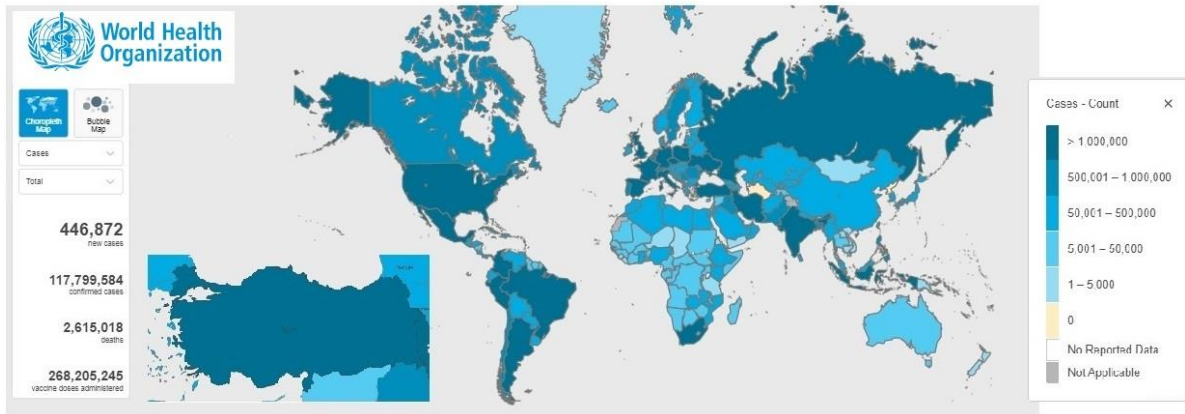 World Health
Organization
Choropleth
Map
Bubble
Map
Cases
Total
446,872
new cases
117,799,584
confirmed cases
2,615,018
deaths
268,205,245
vaccine doses administered
Cases - Count
> 1.000,000
500,001 – 1 000,000
50,001 – 500,000
5 001 – 50,000
1 – 5 000
0
No Reported Data
Not Applicable